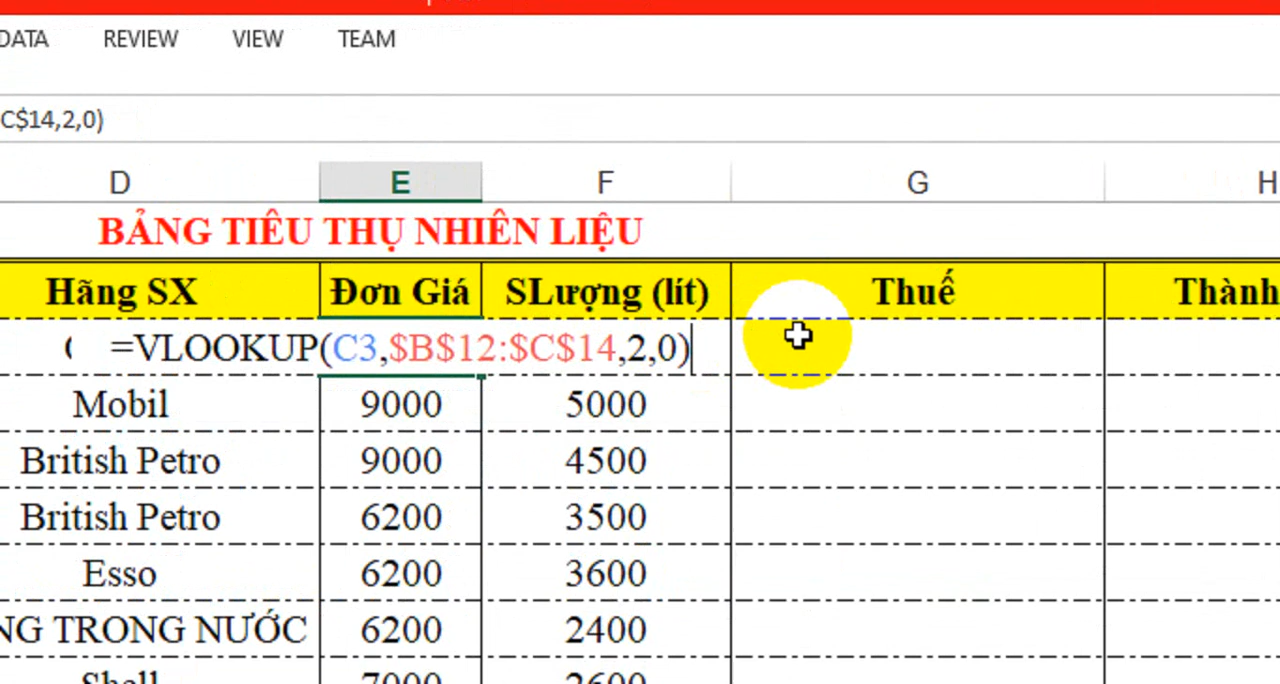 DATA REVIEW VIEW TEAM
C$14,2,0)
D E F G H
BẢNG TIÊU THỤ NHIÊN LIỆU
Hãng SX Đơn Giá SLượng (lít) Thuế Thành
=VLOOKUP(C3,$B$12:$C$14,2,0)
Mobil 9000 5000
British Petro 9000 4500
British Petro 6200 3500
Esso 6200 3600
NG TRONG NƯỚC 6200 2400
Shell 7000 2600